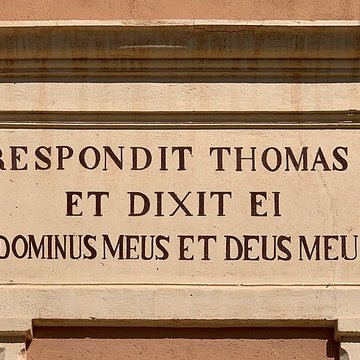 RESPONDIT THOMAS
ET DIXIT EI
DOMINUS MEUS ET DEUS MEU